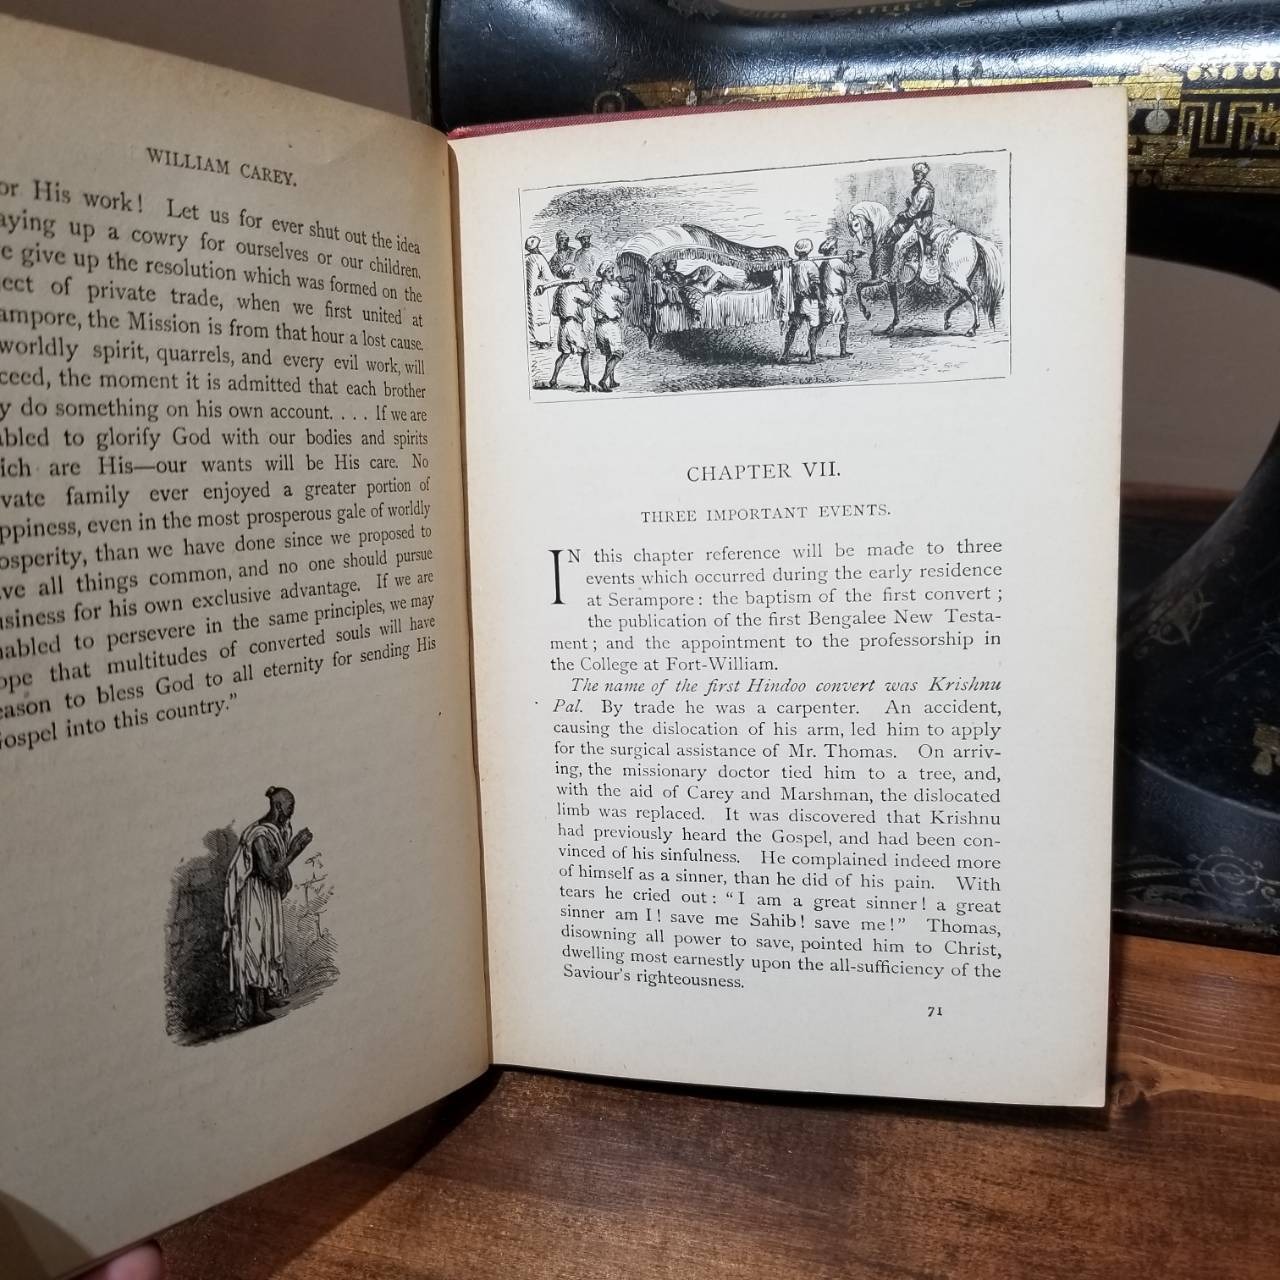 WILLIAM CAREY.
or His work! Let us for ever shut out the idea
aying up a cowry for ourselves or our children.
e give up the resolution which was formed on the
ect of private trade, when we first united at
ampore, the Mission is from that hour a lost cause.
worldly spirit, quarrels, and every evil work, will
ceed, the moment it is admitted that each brother
y do something on his own account. . . . If we are
bled to glorify God with our bodies and spirits
ich are His—our wants will be His care. No
vate family ever enjoyed a greater portion of
ppiness, even in the most prosperous gale of worldly
osperity, than we have done since we proposed to
ve all things common, and no one should pursue
usiness for his own exclusive advantage. If we are
nabled to persevere in the same principles, we may
ope that multitudes of converted souls will have
eason to bless God to all eternity for sending His
Gospel into this country."
CHAPTER VII.
THREE IMPORTANT EVENTS.
IN this chapter reference will be made to three
events which occurred during the early residence
at Serampore: the baptism of the first convert;
the publication of the first Bengalee New Testa-
ment; and the appointment to the professorship in
the College at Fort-William.
The name of the first Hindoo convert was Krishnu
Pal. By trade he was a carpenter. An accident,
causing the dislocation of his arm, led him to apply
for the surgical assistance of Mr. Thomas. On arriv-
ing, the missionary doctor tied him to a tree, and,
with the aid of Carey and Marshman, the dislocated
limb was replaced. It was discovered that Krishnu
had previously heard the Gospel, and had been con-
vinced of his sinfulness. He complained indeed more
of himself as a sinner, than he did of his pain. With
tears he cried out: "I am a great sinner! a great
sinner am I! save me Sahib! save me!" Thomas,
disowning all power to save, pointed him to Christ,
dwelling most earnestly upon the all-sufficiency of the
Saviour's righteousness.
71